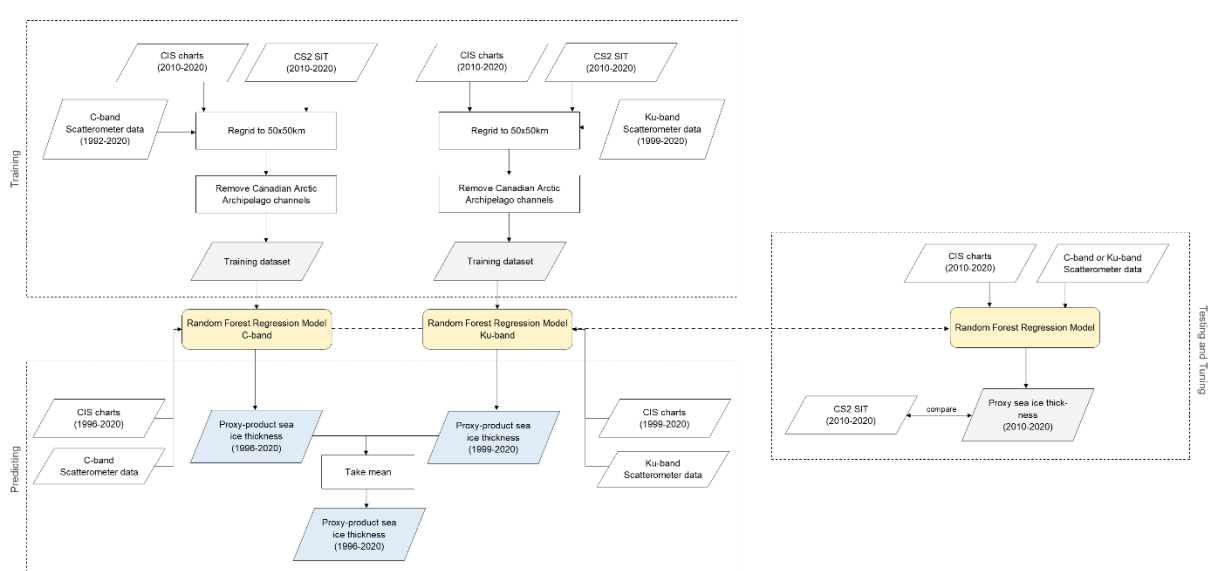 CIS charts
(2010-2020)
CS2 SIT
(2010-2020)
CIS charts
(2010-2020)
CS2 SIT
(2010-2020)
C-band
Scatterometer data
(1992-2020)
Regrid to 50x50km
Regrid to 50x50km
Ku-band
Scatterometer data
(1999-2020)
Training
Remove Canadian Arctic
Archipelago channels
Remove Canadian Arctic
Archipelago channels
Training dataset
Training dataset
CIS charts
(2010-2020)
C-band or Ku-band
Scatterometer data
Random Forest Regression Model
C-band
Random Forest Regression Model
Ku-band
Random Forest Regression Model
Testing and Tuning
CS2 SIT
(2010-2020)
compare
Proxy sea ice thick-
ness
(2010-2020)
Predicting
CIS charts
(1996-2020)
C-band
Scatterometer data
Proxy-product sea
ice thickness
(1996-2020)
Proxy-product sea
ice thickness
(1999-2020)
CIS charts
(1999-2020)
Ku-band
Scatterometer data
Take mean
Proxy-product sea
ice thickness
(1996-2020)